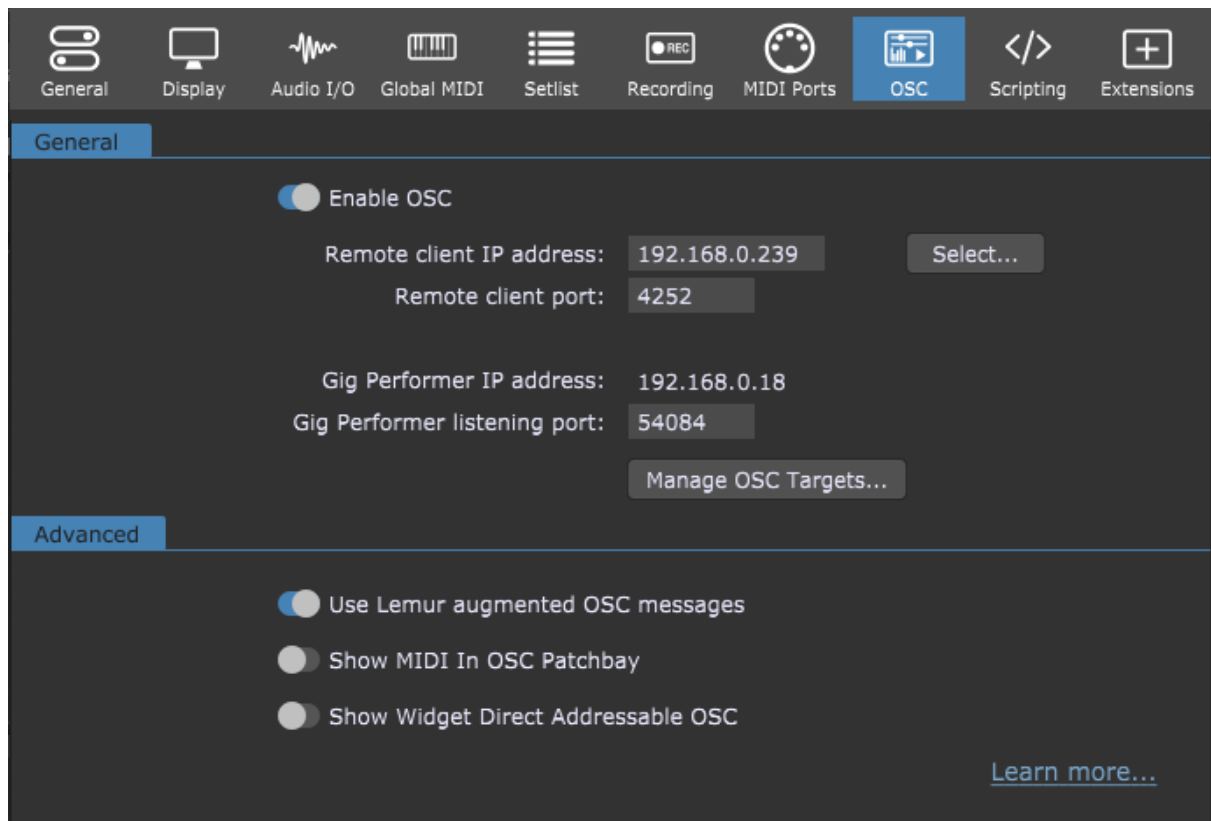 REC
General Display Audio I/O Global MIDI Setlist Recording MIDI Ports OSC Scripting Extensions
General
Enable OSC
Remote client IP address: 192.168.0.239 Select...
Remote client port: 4252
Gig Performer IP address: 192.168.0.18
Gig Performer listening port: 54084
Manage OSC Targets...
Advanced
Use Lemur augmented OSC messages
Show MIDI In OSC Patchbay
Show Widget Direct Addressable OSC
Learn more...